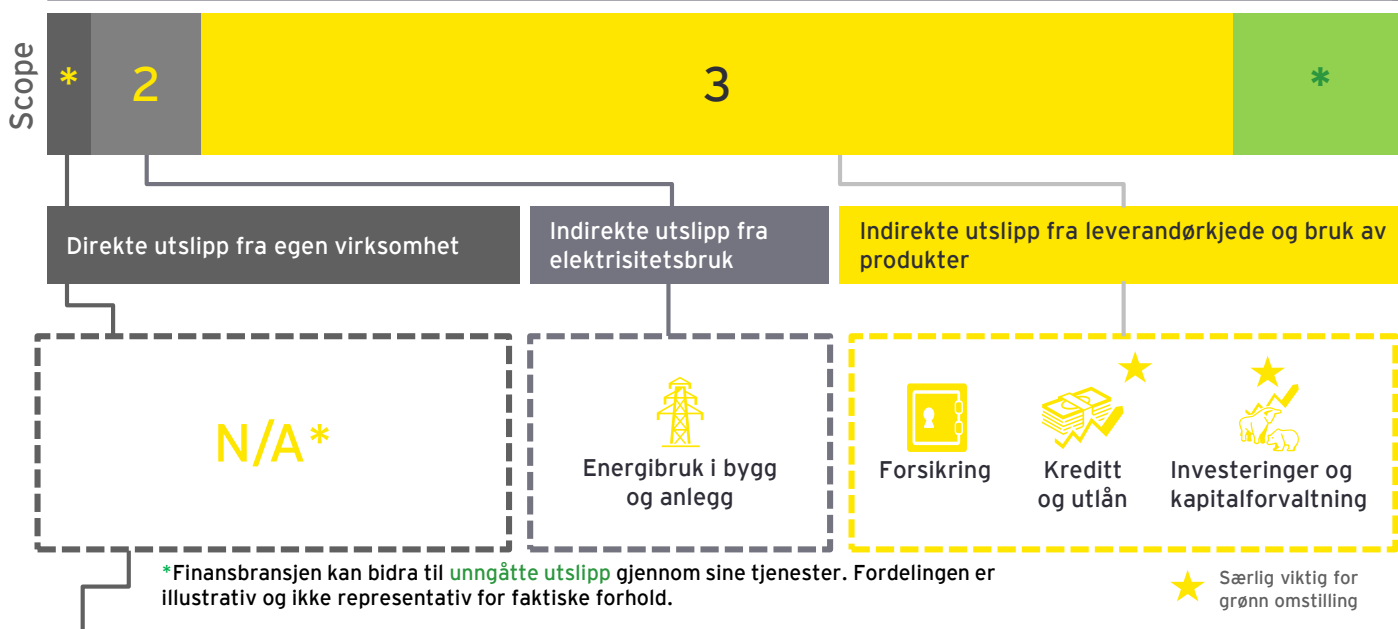 Scope
*
2
3
*
Direkte utslipp fra egen virksomhet
Indirekte utslipp fra
elektrisitetsbruk
Indirekte utslipp fra leverandørkjede og bruk av
produkter
N/A*
Energibruk i bygg
og anlegg
Forsikring
Kreditt
og utlån
Investeringer og
kapitalforvaltning
*Finansbransjen kan bidra til unngåtte utslipp gjennom sine tjenester. Fordelingen er
illustrativ og ikke representativ for faktiske forhold.
Særlig viktig for
grønn omstilling